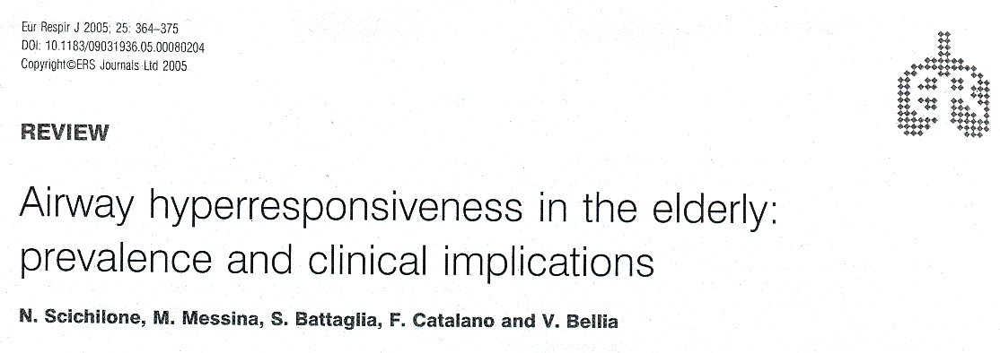 Eur Respir J 2005; 25: 364–375
DOI: 10.1183/09031936.05.00080204
Copyright©ERS Journals Ltd 2005
REVIEW
Airway hyperresponsiveness in the elderly:
prevalence and clinical implications
N. Scichilone, M. Messina, S. Battaglia, F. Catalano and V. Bellia